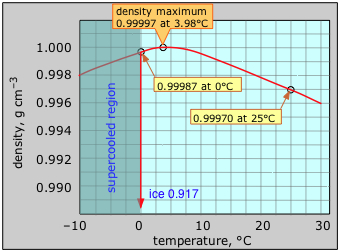 density maximum
0.99997 at 3.98°C
1.000
0.998
0.996
0.994
0.992
0.990
density, g cm⁻³
supercooled region
0.99987 at 0°C
0.99970 at 25°C
ice 0.917
−10 0 10 20 30
temperature, °C